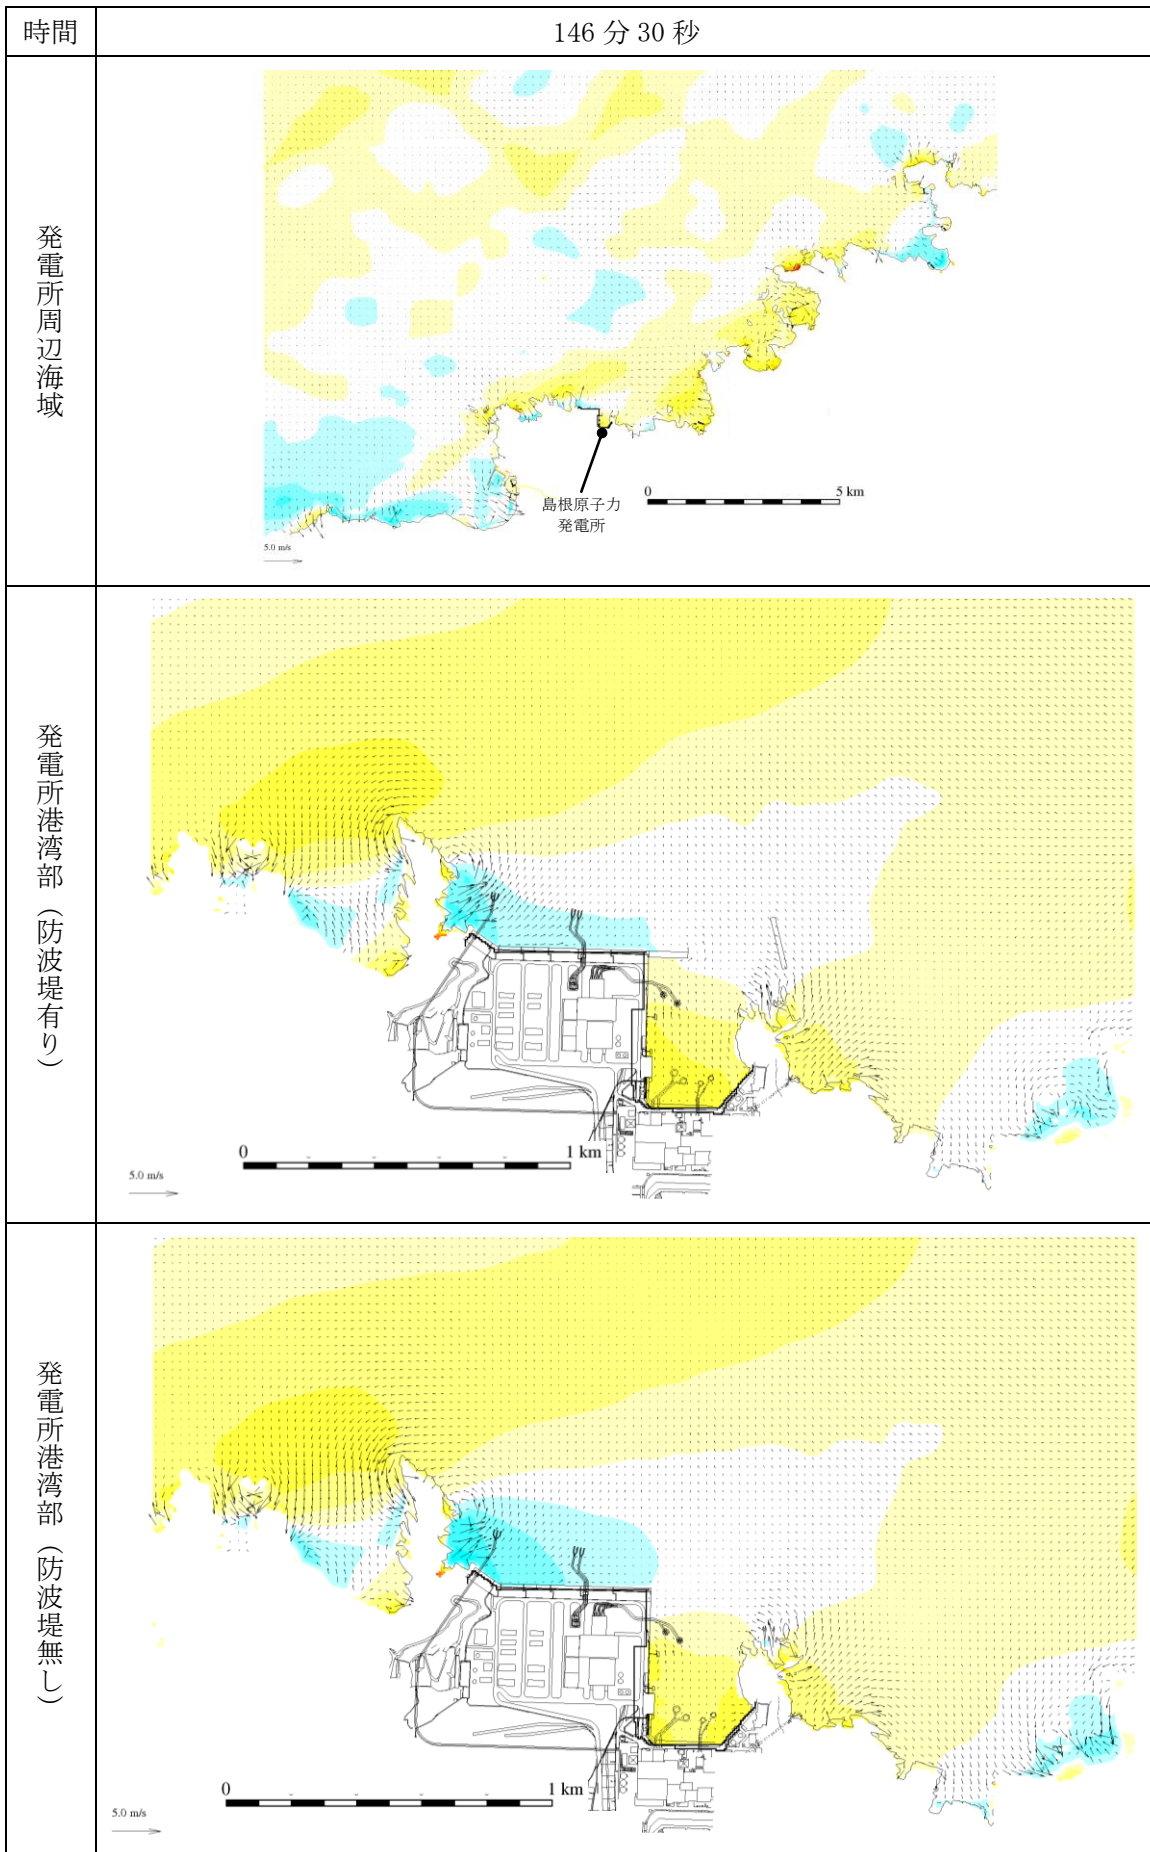 時間
146 分 30 秒
発電所周辺海域
島根原子力
発電所
0
5 km
5.0 m/s
発電所港湾部（防波堤有り）
0
1 km
5.0 m/s
発電所港湾部（防波堤無し）
0
1 km
5.0 m/s